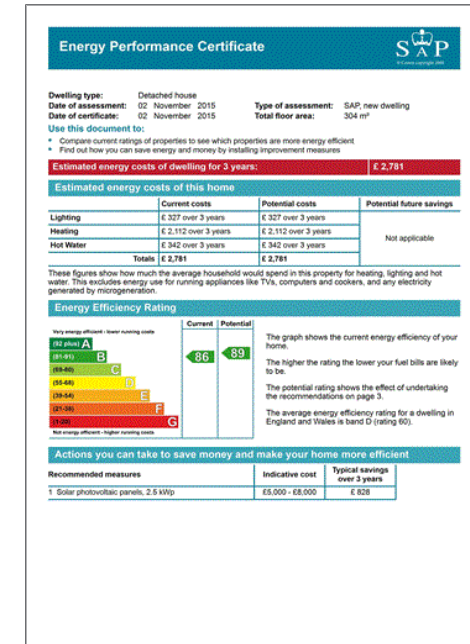 Energy Performance Certificate
SAP
© Crown copyright 2009
Dwelling type: Detached house
Date of assessment: 02 November 2015 Type of assessment: SAP, new dwelling
Date of certificate: 02 November 2015 Total floor area: 304 m²
Use this document to:
• Compare current ratings of properties to see which properties are more energy efficient
• Find out how you can save energy and money by installing improvement measures
Estimated energy costs of dwelling for 3 years: £ 2,781
Estimated energy costs of this home
Current costs Potential costs Potential future savings
Lighting £ 327 over 3 years £ 327 over 3 years
Heating £ 2,112 over 3 years £ 2,112 over 3 years
Not applicable
Hot Water £ 342 over 3 years £ 342 over 3 years
Totals £ 2,781 £ 2,781
These figures show how much the average household would spend in this property for heating, lighting and hot
water. This excludes energy use for running appliances like TVs, computers and cookers, and any electricity
generated by microgeneration.
Energy Efficiency Rating
Current Potential
Very energy efficient - lower running costs
(92 plus) A
(81-91) B
86
89
(69-80) C
(55-68) D
(39-54) E
(21-38) F
(1-20) G
Not energy efficient - higher running costs
The graph shows the current energy efficiency of your
home.
The higher the rating the lower your fuel bills are likely
to be.
The potential rating shows the effect of undertaking
the recommendations on page 3.
The average energy efficiency rating for a dwelling in
England and Wales is band D (rating 60).
Actions you can take to save money and make your home more efficient
Recommended measures Indicative cost Typical savings
over 3 years
1 Solar photovoltaic panels, 2.5 kWp £5,000 - £8,000 £ 828